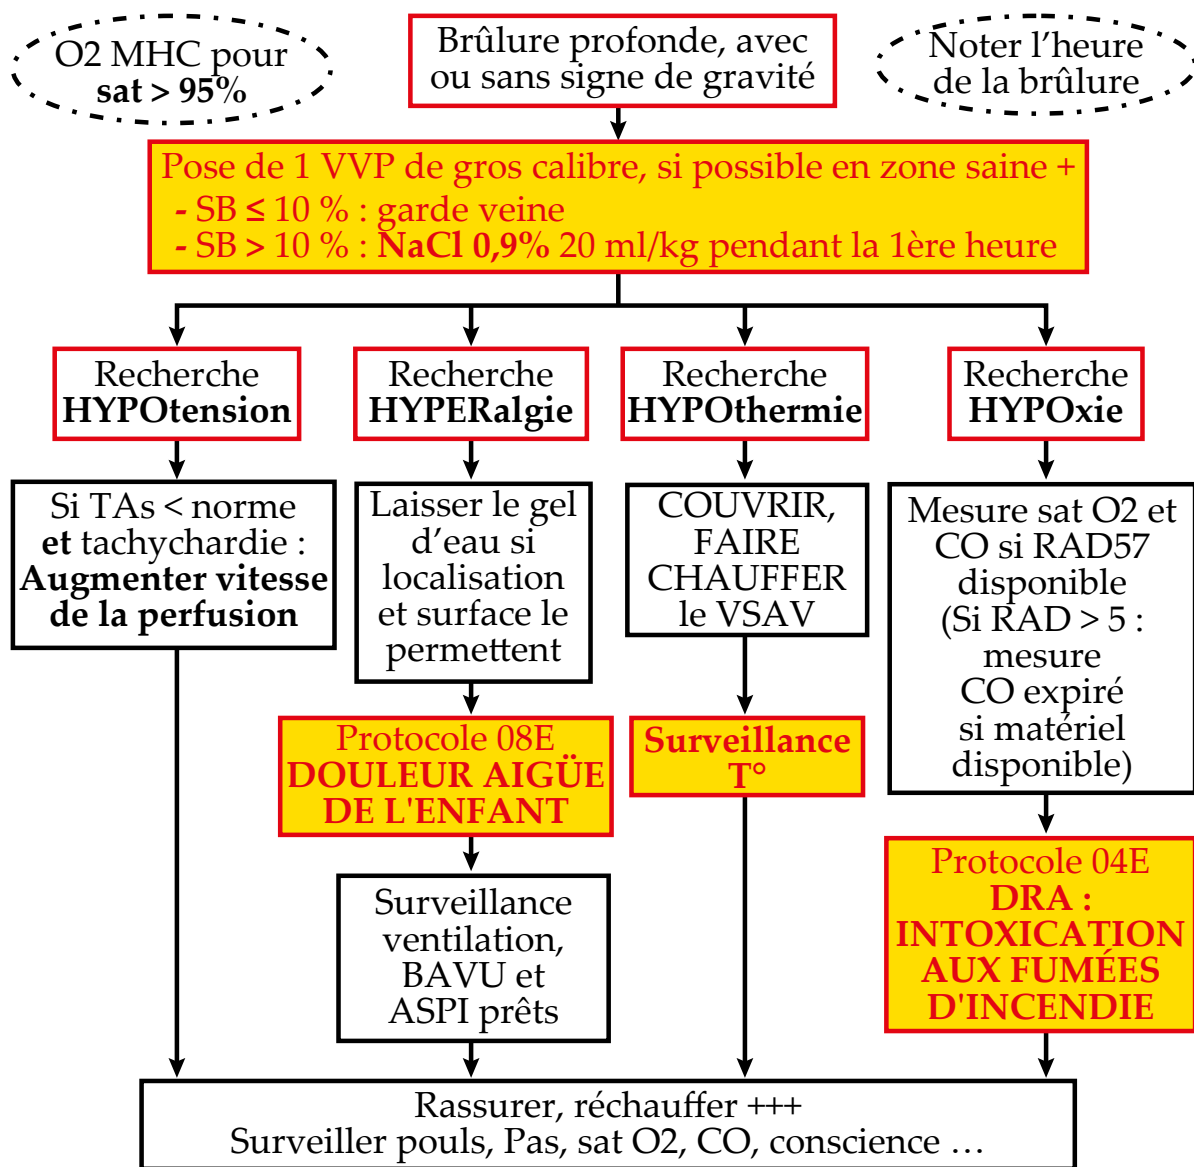 O2 MHC pour
sat > 95%
Brûlure profonde, avec
ou sans signe de gravité
Noter l’heure
de la brûlure
Pose de 1 VVP de gros calibre, si possible en zone saine +
- SB ≤ 10 % : garde veine
- SB > 10 % : NaCl 0,9% 20 ml/kg pendant la 1ère heure
Recherche
HYPOtension
Recherche
HYPERalgie
Recherche
HYPOthermie
Recherche
HYPOxie
Si TAs < norme
et tachychardie :
Augmenter vitesse
de la perfusion
Laisser le gel
d’eau si
localisation
et surface le
permettent
COUVRIR,
FAIRE
CHAUFFER
le VSAV
Mesure sat O2 et
CO si RAD57
disponible
(Si RAD > 5 :
mesure
CO expiré
si matériel
disponible)
Protocole 08E
DOULEUR AIGÜE
DE L'ENFANT
Surveillance
T°
Surveillance
ventilation,
BAVU et
ASPI prêts
Protocole 04E
DRA :
INTOXICATION
AUX FUMÉES
D'INCENDIE
Rassurer, réchauffer +++
Surveiller pouls, Pas, sat O2, CO, conscience …